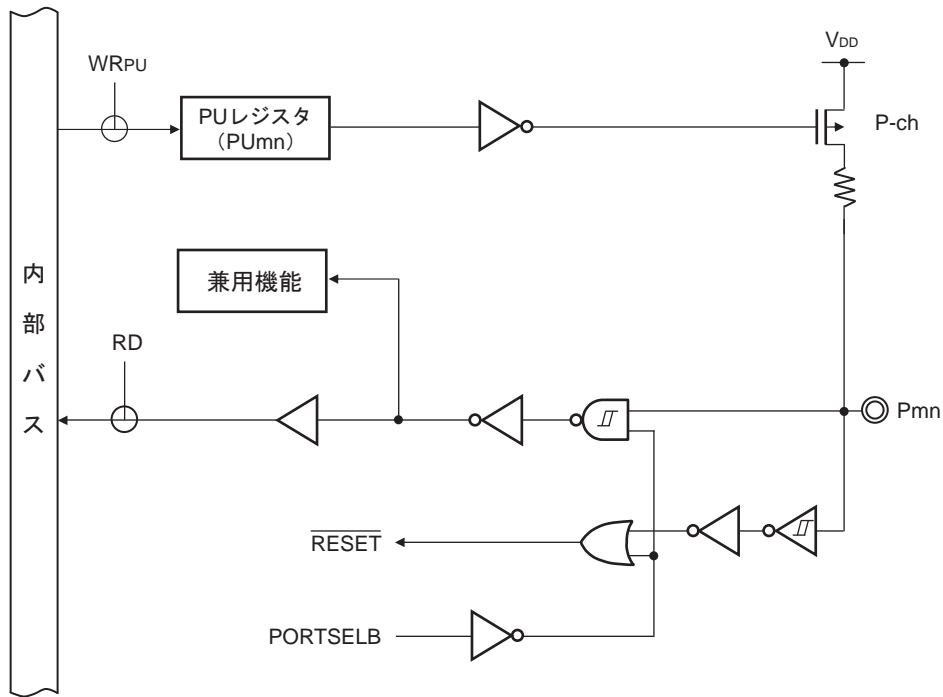 VDD
WRPU
PUレジスタ
（PUmn）
P-ch
内部バス
兼用機能
RD
Pmn
RESET
PORTSELB